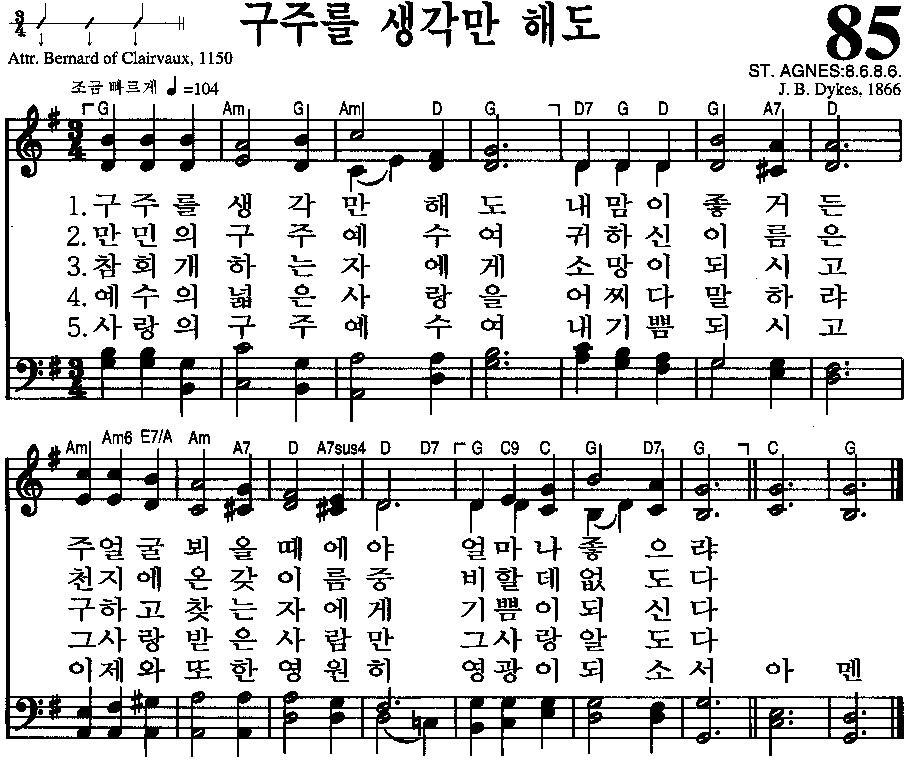 구주를 생각만 해도
85
3/4
Attr. Bernard of Clairvaux, 1150
ST. AGNES:8.6.8.6.
J. B. Dykes, 1866
조금 빠르게 ♩=104
G Am G Am D G D7 G D G A7 D
1. 구 주 를 생 각 만 해 도 내 맘 이 좋 거 든
2. 만 민 의 구 주 예 수 여 귀 하 신 이 름 은
3. 참 회 개 하 는 자 에 게 소 망 이 되 시 고
4. 예 수 의 넓 은 사 랑 을 어 찌 다 말 하 랴
5. 사 랑 의 구 주 예 수 여 내 기 쁨 되 시 고
Am Am6 E7/A Am A7 D A7sus4 D D7 G C9 C G D7 G C G
주 얼 굴 뵈 올 때 에 야 얼 마 나 좋 으 랴
천 지 에 온 갖 이 름 중 비 할 데 없 도 다
구 하 고 찾 는 자 에 게 기 쁨 이 되 신 다
그 사 랑 받 은 사 람 만 그 사 랑 알 도 다
이 제 와 또 한 영 원 히 영 광 이 되 소 서 아 멘